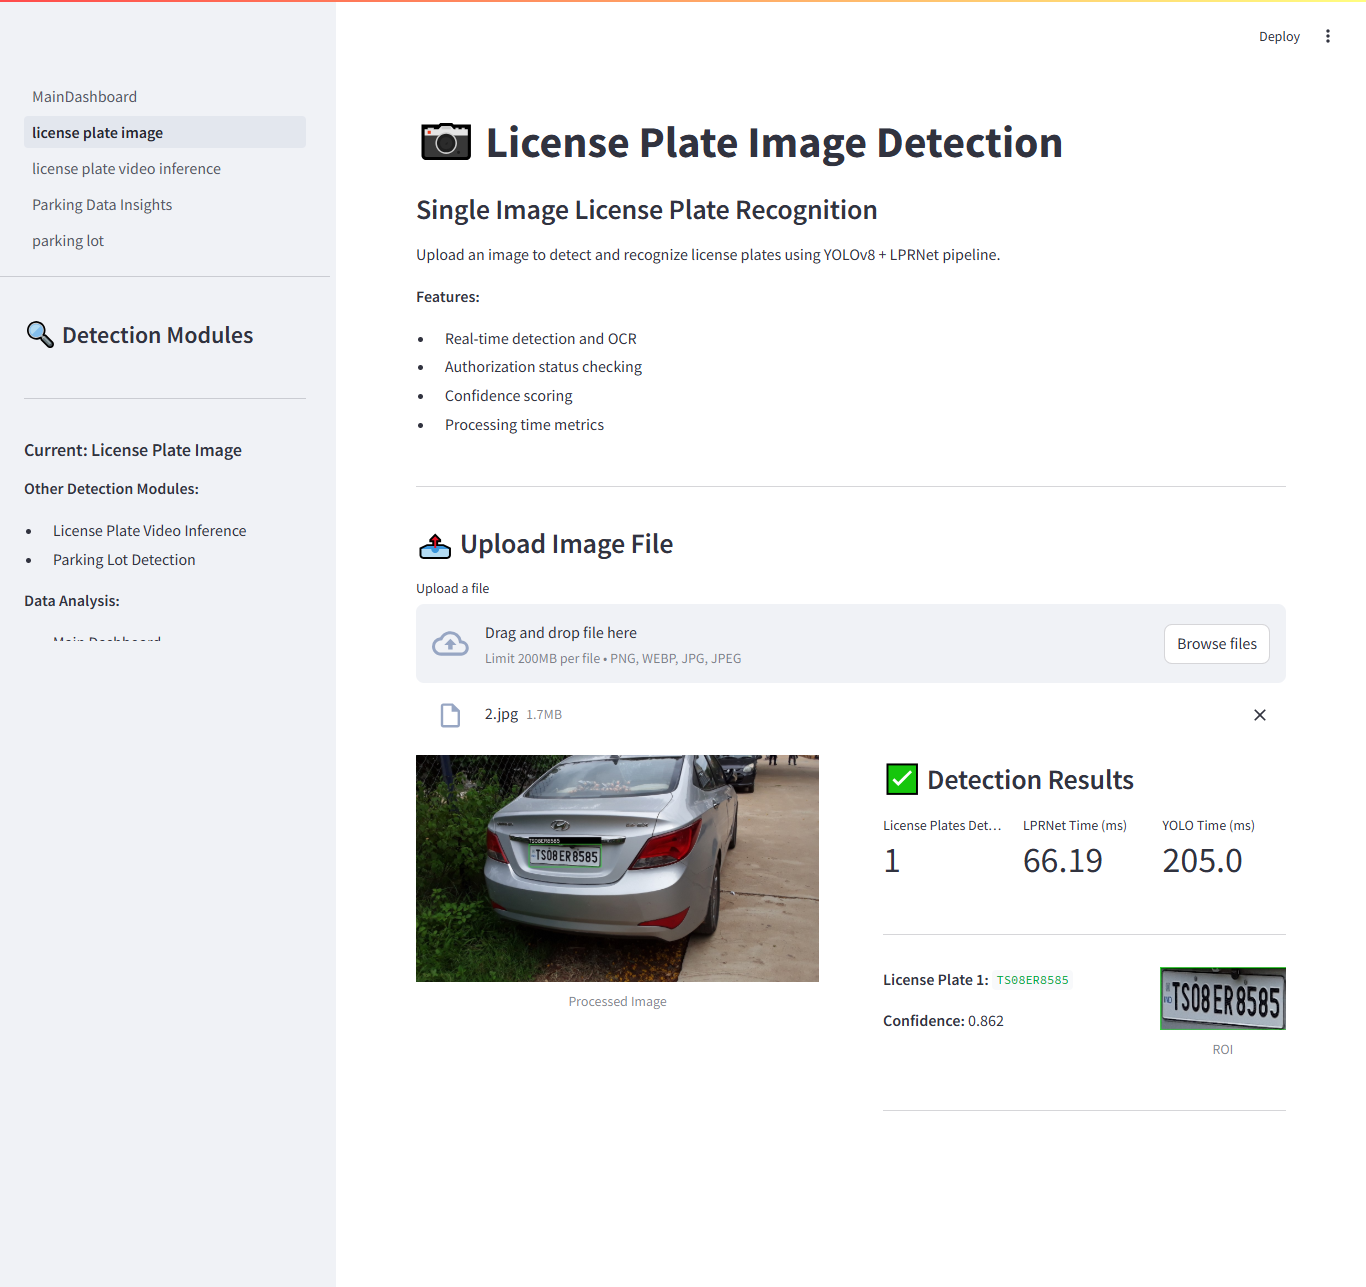 Deploy
MainDashboard
license plate image
license plate video inference
Parking Data Insights
parking lot
Detection Modules
Current: License Plate Image
Other Detection Modules:
• License Plate Video Inference
• Parking Lot Detection
Data Analysis:
Main Dashboard
License Plate Image Detection
Single Image License Plate Recognition
Upload an image to detect and recognize license plates using YOLOv8 + LPRNet pipeline.
Features:
• Real-time detection and OCR
• Authorization status checking
• Confidence scoring
• Processing time metrics
Upload Image File
Upload a file
Drag and drop file here
Limit 200MB per file • PNG, WEBP, JPG, JPEG
Browse files
2.jpg 1.7MB
TS08ER8585
TS08ER8585
Processed Image
Detection Results
License Plates Det... LPRNet Time (ms) YOLO Time (ms)
1 66.19 205.0
License Plate 1: TS08ER8585
Confidence: 0.862
TS08ER8585
ROI